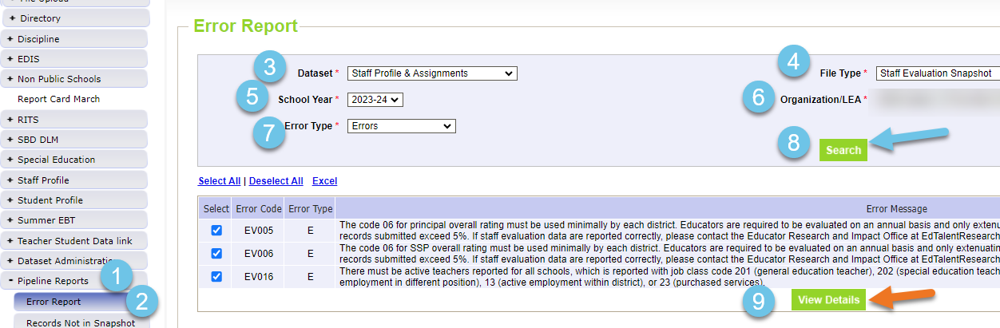 + Directory
+ Discipline
+ EDIS
+ Non Public Schools
Report Card March
+ RITS
+ SBD DLM
+ Special Education
+ Staff Profile
+ Student Profile
+ Summer EBT
+ Teacher Student Data link
+ Dataset Administratio
1
- Pipeline Reports
Error Report
2
Records Not in Snapshot
Error Report
3 Dataset * Staff Profile & Assignments
4 File Type * Staff Evaluation Snapshot
5 School Year * 2023-24
6 Organization/LEA *
7 Error Type * Errors
8 Search
Select All | Deselect All Excel
Select Error Code Error Type Error Message
EV005 E The code 06 for principal overall rating must be used minimally by each district. Educators are required to be evaluated on an annual basis and only extenu
records submitted exceed 5%. If staff evaluation data are reported correctly, please contact the Educator Research and Impact Office at EdTalentResearch
EV006 E The code 06 for SSP overall rating must be used minimally by each district. Educators are required to be evaluated on an annual basis and only extenuatin
records submitted exceed 5%. If staff evaluation data are reported correctly, please contact the Educator Research and Impact Office at EdTalentResearch
EV016 E There must be active teachers reported for all schools, which is reported with job class code 201 (general education teacher), 202 (special education teach
employment in different position), 13 (active employment within district), or 23 (purchased services).
9 View Details